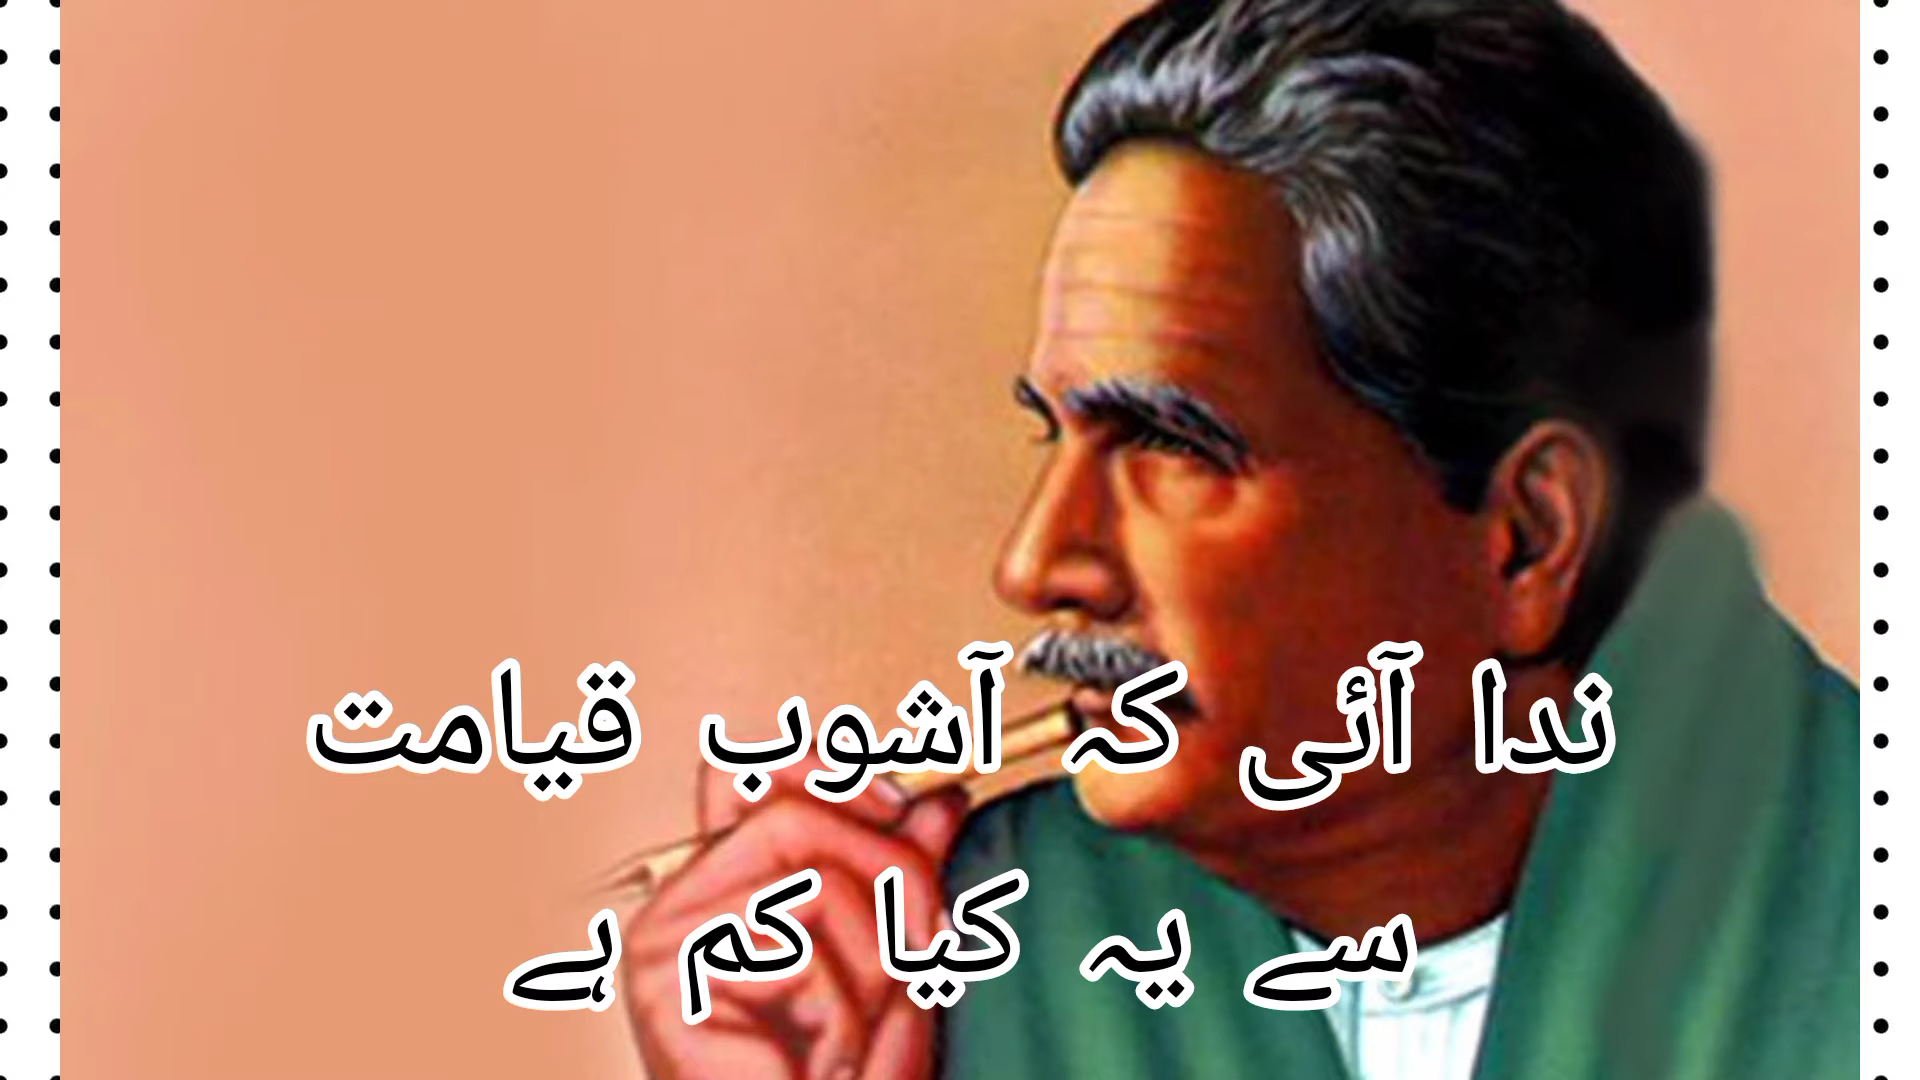 ندا آئی کہ آشوب قیامت
سے یہ کیا کم ہے